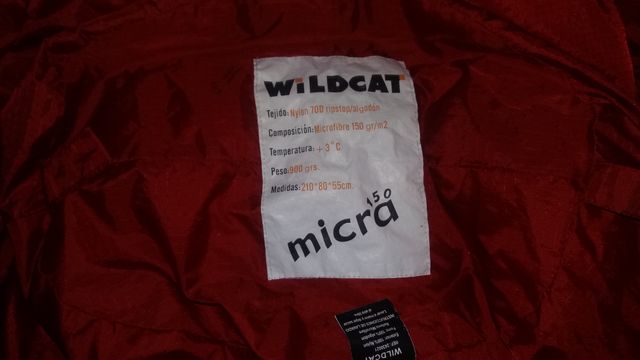 WiLDCAT
Tejido: Nylon 70D ripstop/algodón
Composición: Microfibre 150 gr/m2
Temperatura: +3°C
Peso: 900 grs.
Medidas: 210*80*55cm.
micra 150
WILDCAT